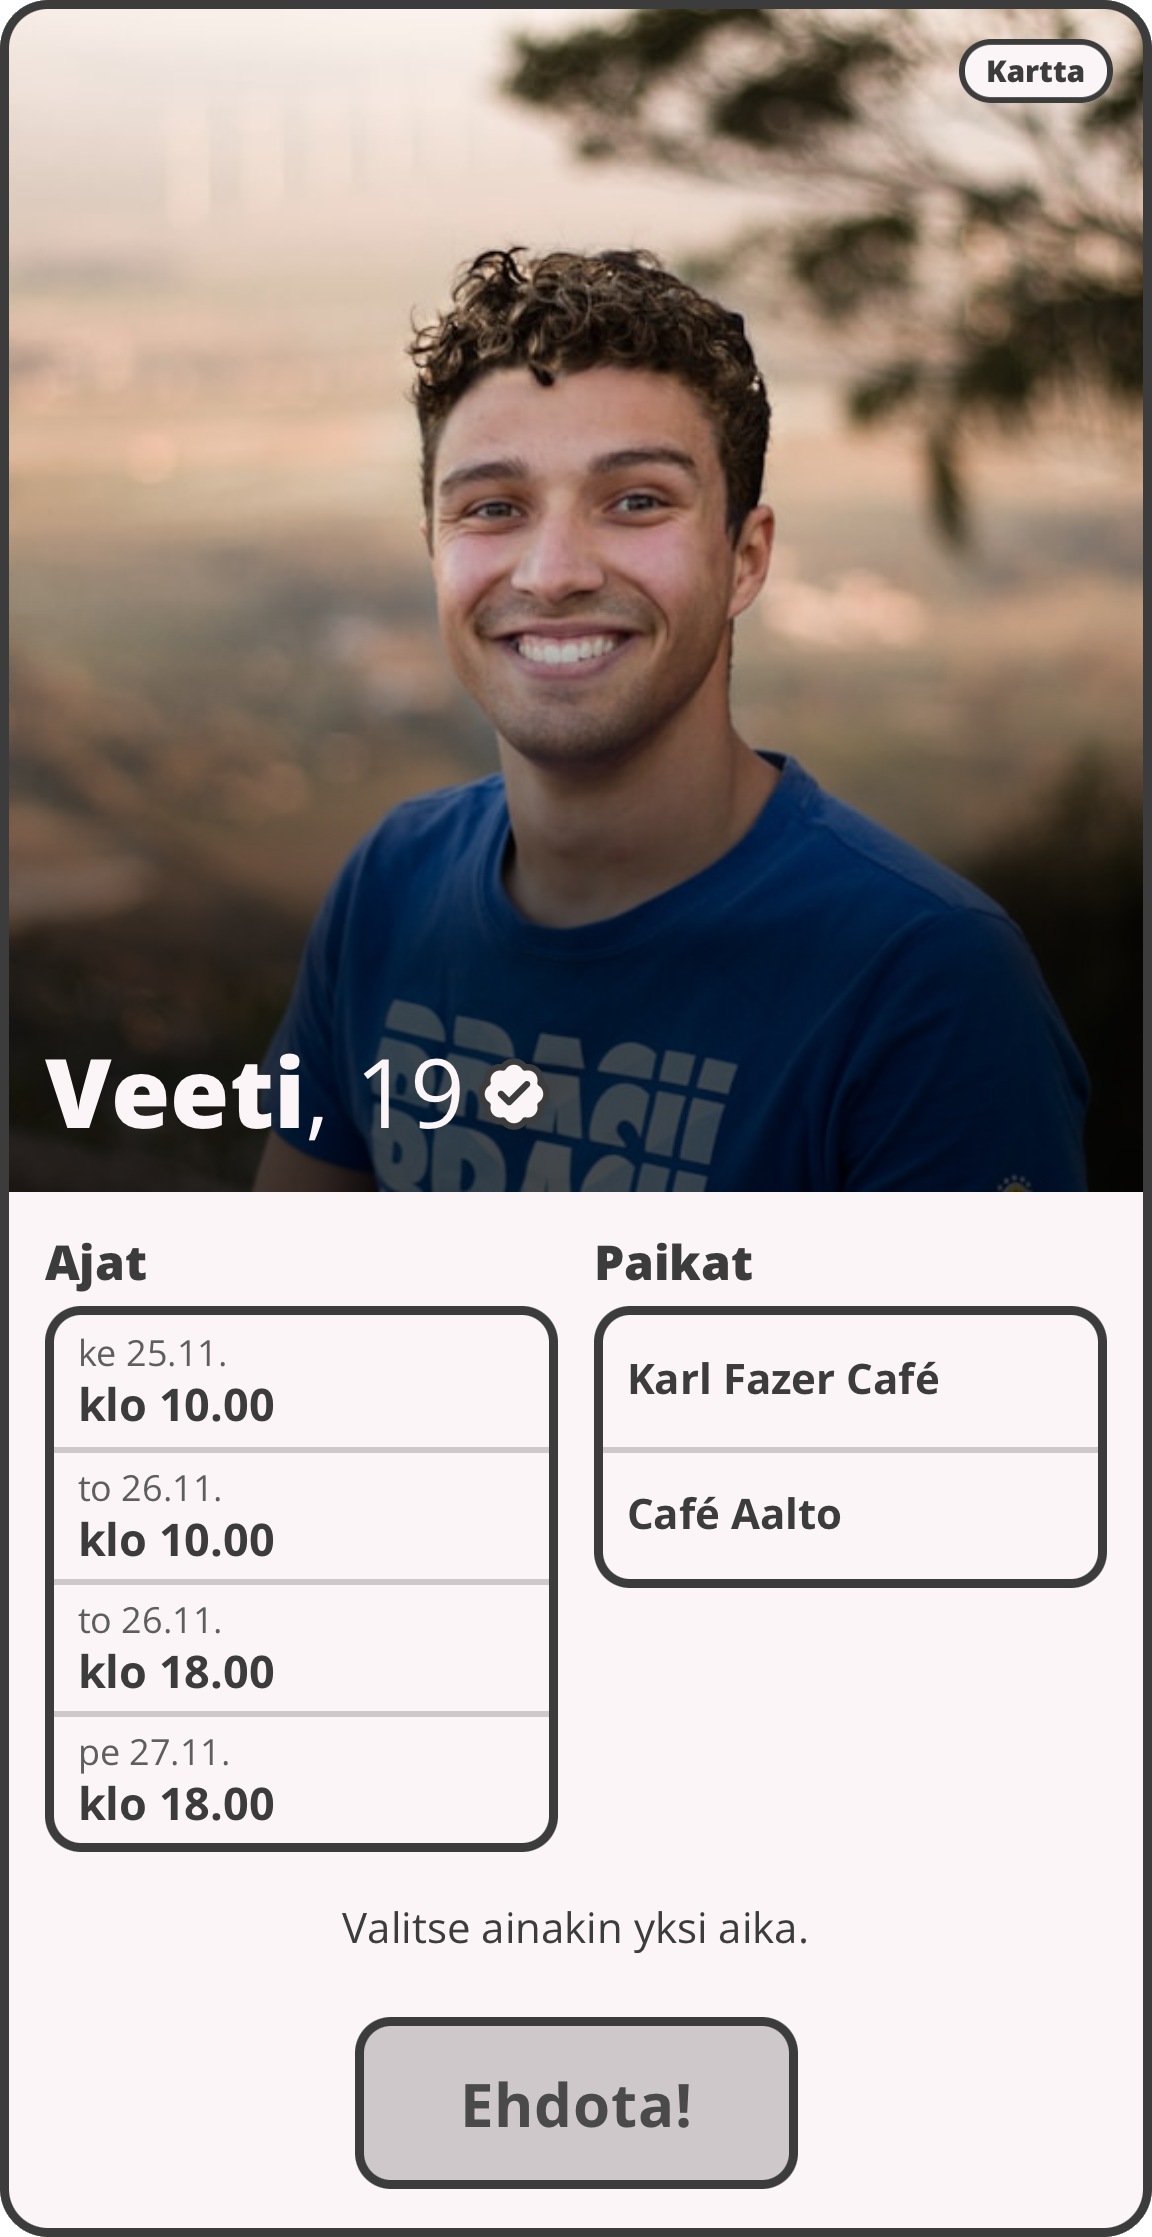 Kartta
BRASIL
BRASIL
Veeti, 19
Ajat
ke 25.11.
klo 10.00
to 26.11.
klo 10.00
to 26.11.
klo 18.00
pe 27.11.
klo 18.00
Paikat
Karl Fazer Café
Café Aalto
Valitse ainakin yksi aika.
Ehdota!